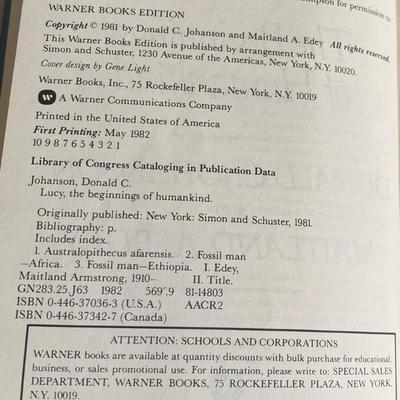 mpson for permission to
WARNER BOOKS EDITION
Copyright © 1981 by Donald C. Johanson and Maitland A. Edey All rights reserved.
This Warner Books Edition is published by arrangement with
Simon and Schuster, 1230 Avenue of the Americas, New York, N.Y. 10020.
Cover design by Gene Light
Warner Books, Inc., 75 Rockefeller Plaza, New York, N.Y. 10019
A Warner Communications Company
Printed in the United States of America
First Printing: May 1982
10 9 8 7 6 5 4 3 2 1
Library of Congress Cataloging in Publication Data
Johanson, Donald C.
Lucy, the beginnings of humankind.
Originally published: New York: Simon and Schuster, 1981.
Bibliography: p.
Includes index.
1. Australopithecus afarensis. 2. Fossil man
—Africa. 3. Fossil man—Ethiopia. I. Edey,
Maitland Armstrong, 1910– II. Title.
GN283.25.J63 1982 569'.9 81-14803
ISBN 0-446-37036-3 (U.S.A.) AACR2
ISBN 0-446-37342-7 (Canada)
ATTENTION: SCHOOLS AND CORPORATIONS
WARNER books are available at quantity discounts with bulk purchase for educational,
business, or sales promotional use. For information, please write to: SPECIAL SALES
DEPARTMENT, WARNER BOOKS, 75 ROCKEFELLER PLAZA, NEW YORK,
N.Y. 10019.